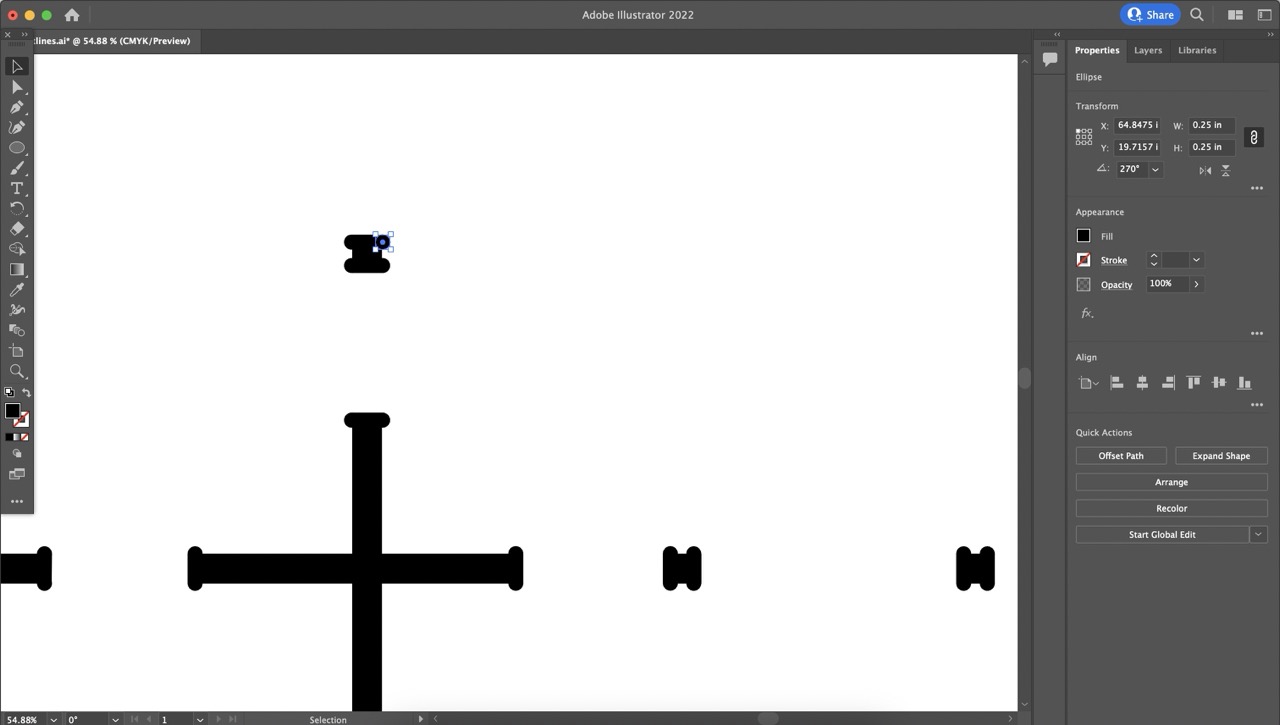 Adobe Illustrator 2022
Share
tlines.ai* @ 54.88 % (CMYK/Preview)
Properties
Layers
Libraries
Ellipse
Transform
X: 64.8475 i
W: 0.25 in
Y: 19.7157 i
H: 0.25 in
270°
Appearance
Fill
Stroke
Opacity
100%
fx.
Align
Quick Actions
Offset Path
Expand Shape
Arrange
Recolor
Start Global Edit
54.88%
0°
1
Selection